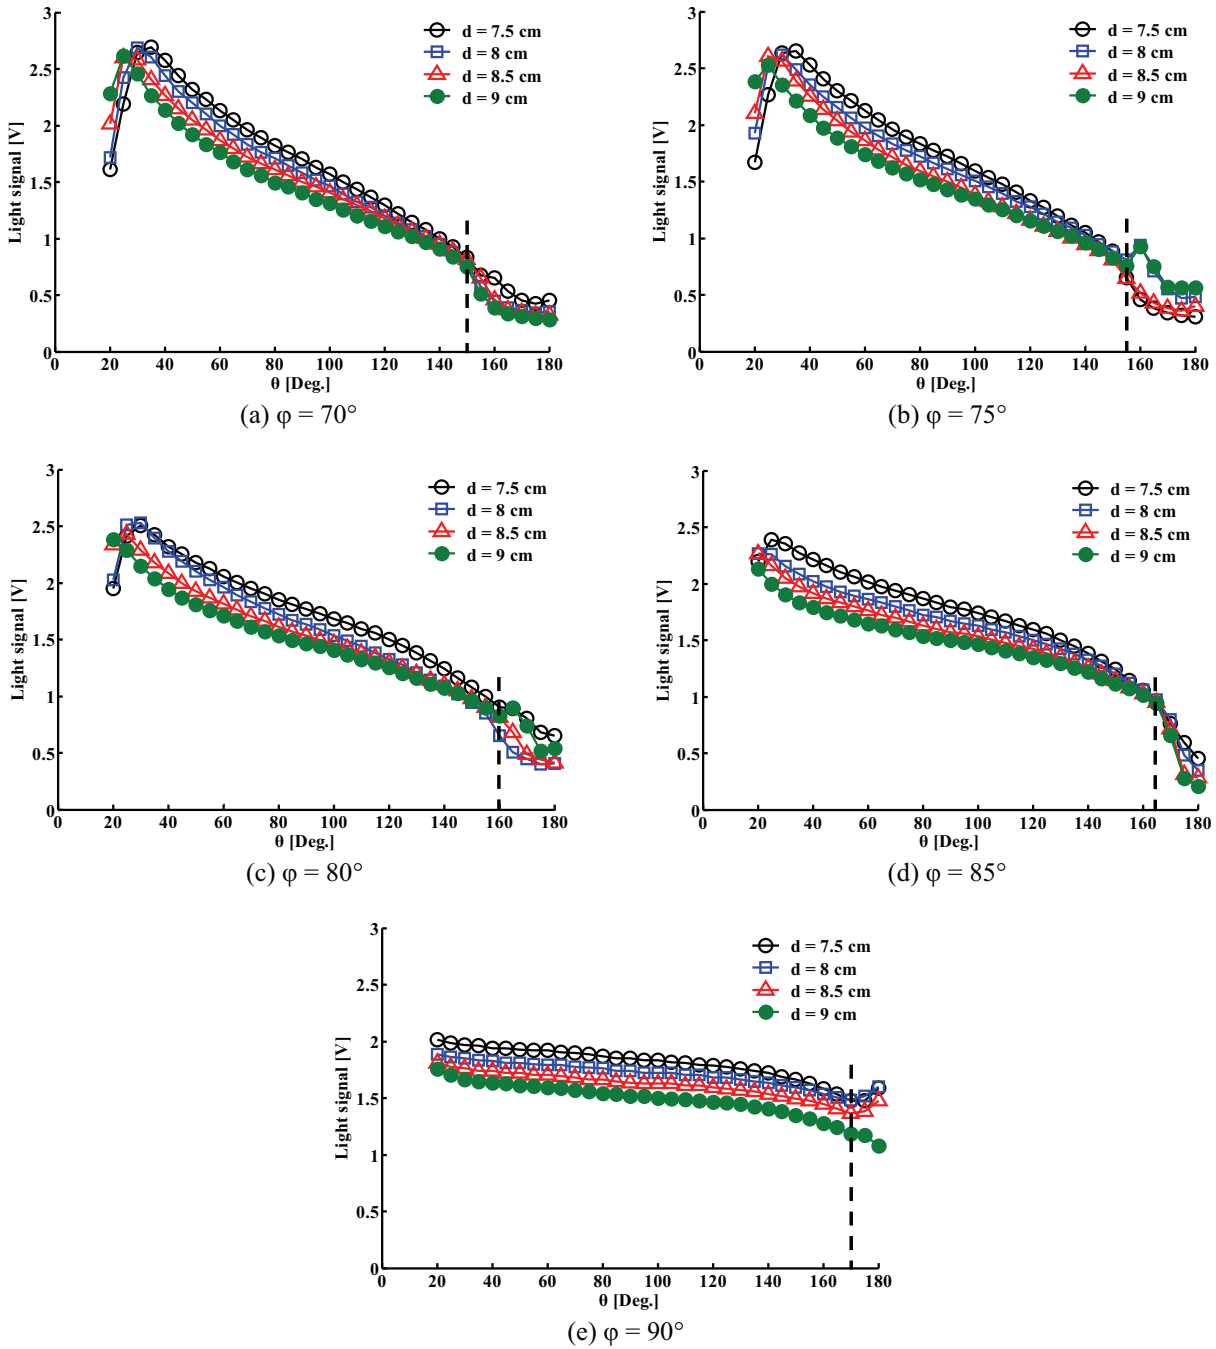 3
2.5
2
1.5
1
0.5
0
Light signal [V]
d = 7.5 cm
d = 8 cm
d = 8.5 cm
d = 9 cm
0 20 40 60 80 100 120 140 160 180
θ [Deg.]
(a) φ = 70°
3
2.5
2
1.5
1
0.5
0
Light signal [V]
d = 7.5 cm
d = 8 cm
d = 8.5 cm
d = 9 cm
0 20 40 60 80 100 120 140 160 180
θ [Deg.]
(b) φ = 75°
3
2.5
2
1.5
1
0.5
0
Light signal [V]
d = 7.5 cm
d = 8 cm
d = 8.5 cm
d = 9 cm
0 20 40 60 80 100 120 140 160 180
θ [Deg.]
(c) φ = 80°
3
2.5
2
1.5
1
0.5
0
Light signal [V]
d = 7.5 cm
d = 8 cm
d = 8.5 cm
d = 9 cm
0 20 40 60 80 100 120 140 160 180
θ [Deg.]
(d) φ = 85°
3
2.5
2
1.5
1
0.5
0
Light signal [V]
d = 7.5 cm
d = 8 cm
d = 8.5 cm
d = 9 cm
0 20 40 60 80 100 120 140 160 180
θ [Deg.]
(e) φ = 90°